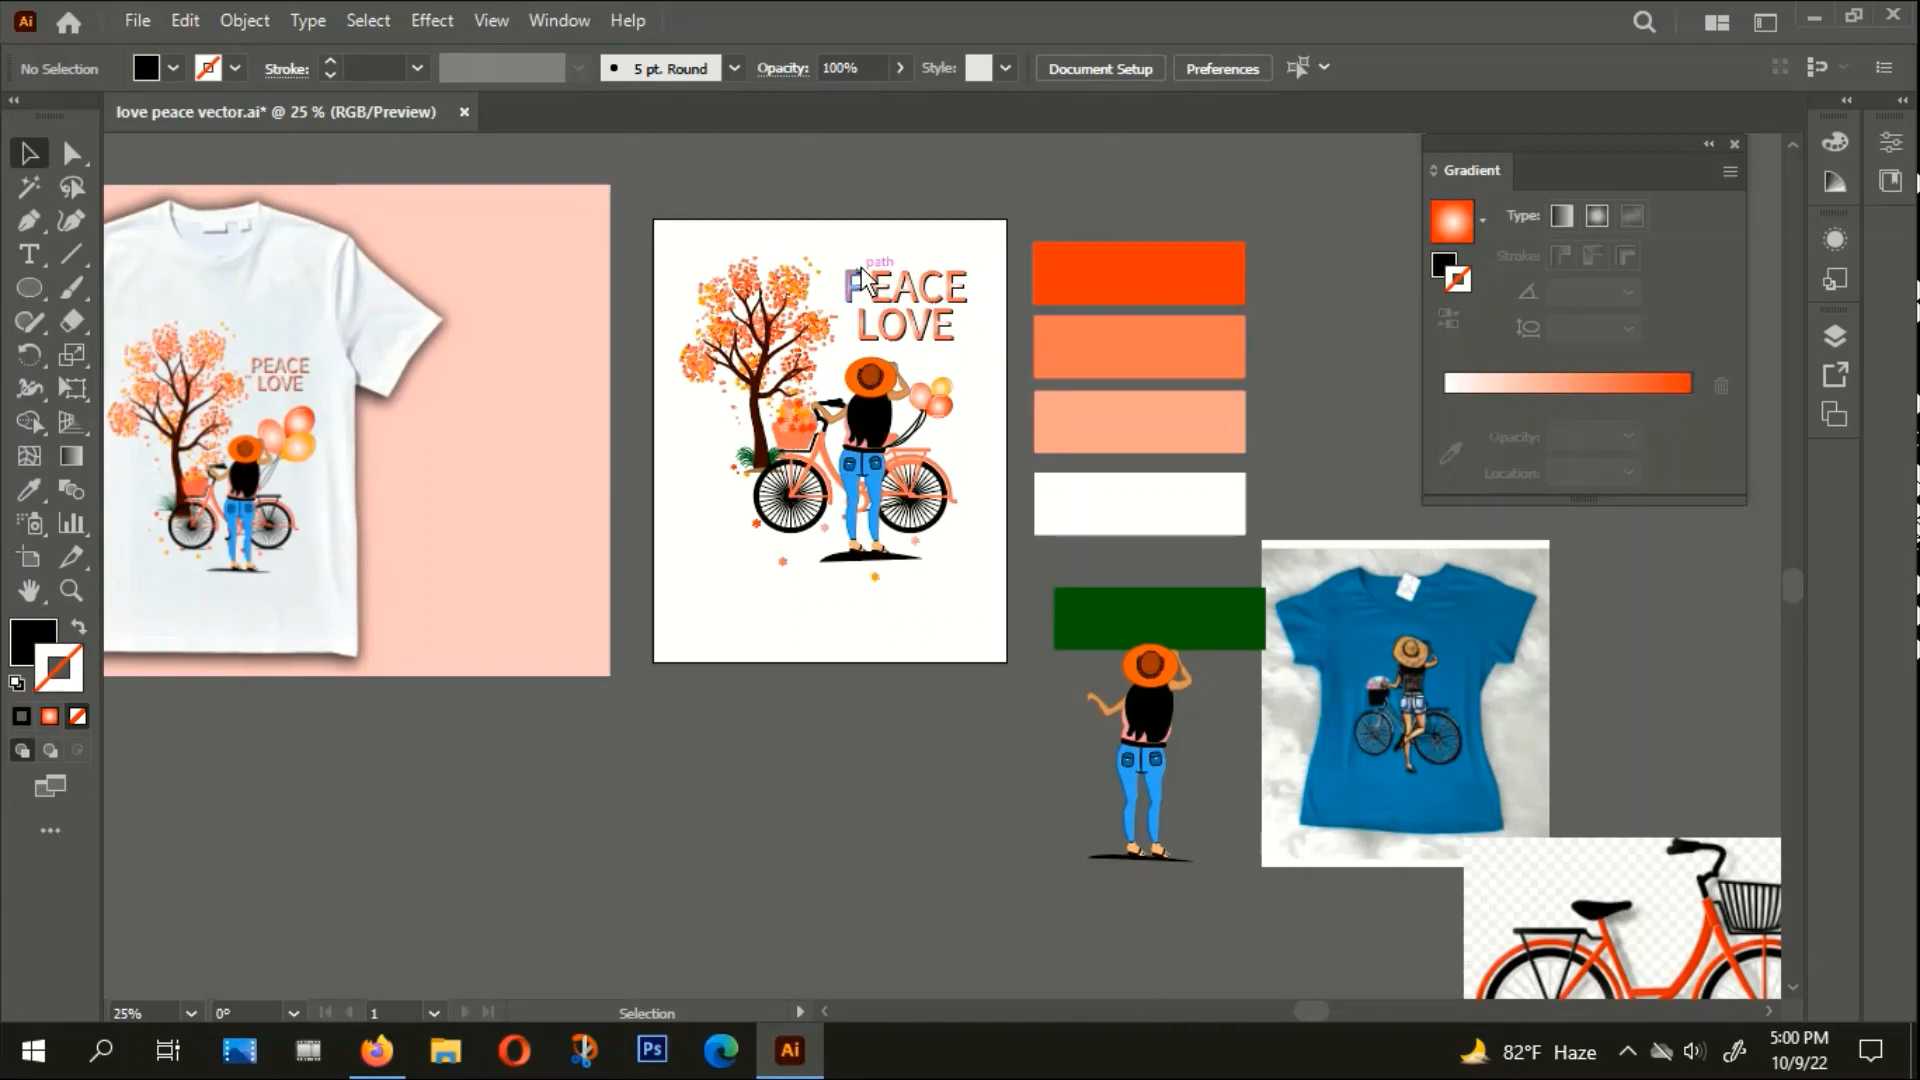 Ai
File Edit Object Type Select Effect View Window Help
No Selection Stroke: 5 pt. Round Opacity: 100% Style: Document Setup Preferences
love peace vector.ai* @ 25 % (RGB/Preview)
Gradient
Type:
Stroke:
Opacity:
Location:
path
PEACE
LOVE
PEACE
LOVE
T
25% 0° 1 Selection
Ps Ai
82°F Haze
5:00 PM
10/9/22